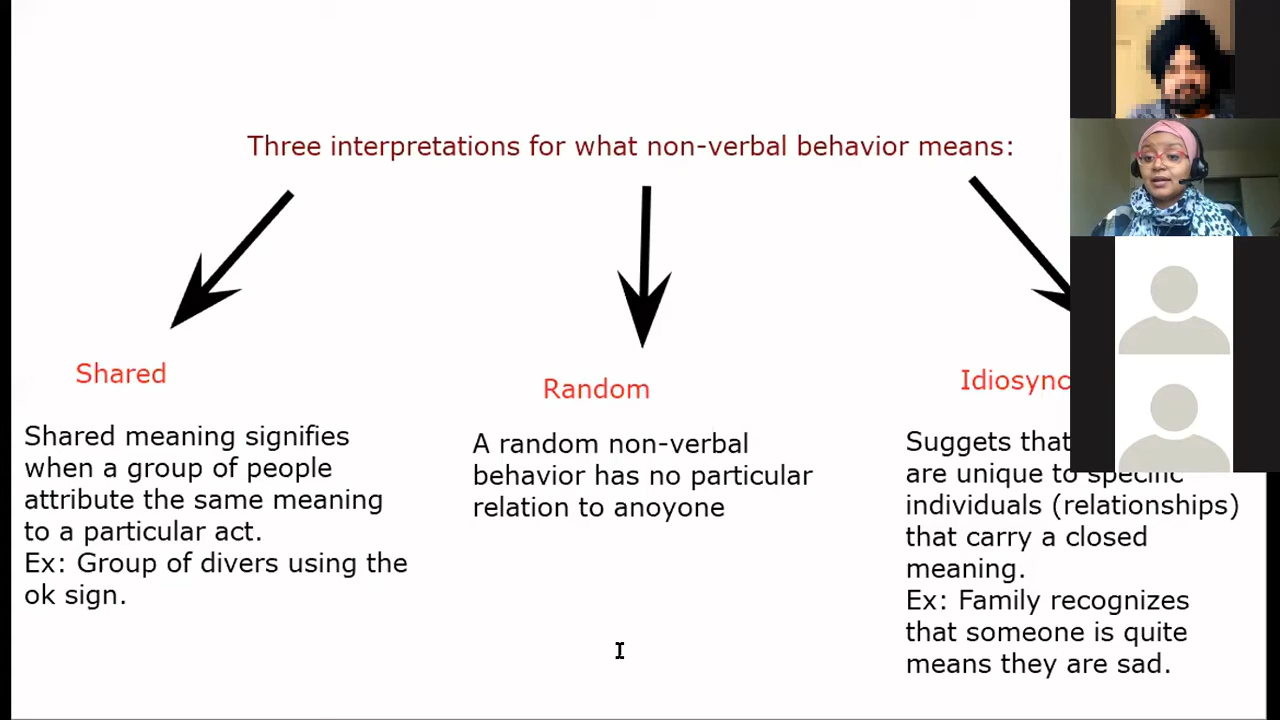 Three interpretations for what non-verbal behavior means:
Shared
Shared meaning signifies
when a group of people
attribute the same meaning
to a particular act.
Ex: Group of divers using the
ok sign.
Random
A random non-verbal
behavior has no particular
relation to anoyone
Idiosync
Suggests that
are unique to specific
individuals (relationships)
that carry a closed
meaning.
Ex: Family recognizes
that someone is quite
means they are sad.